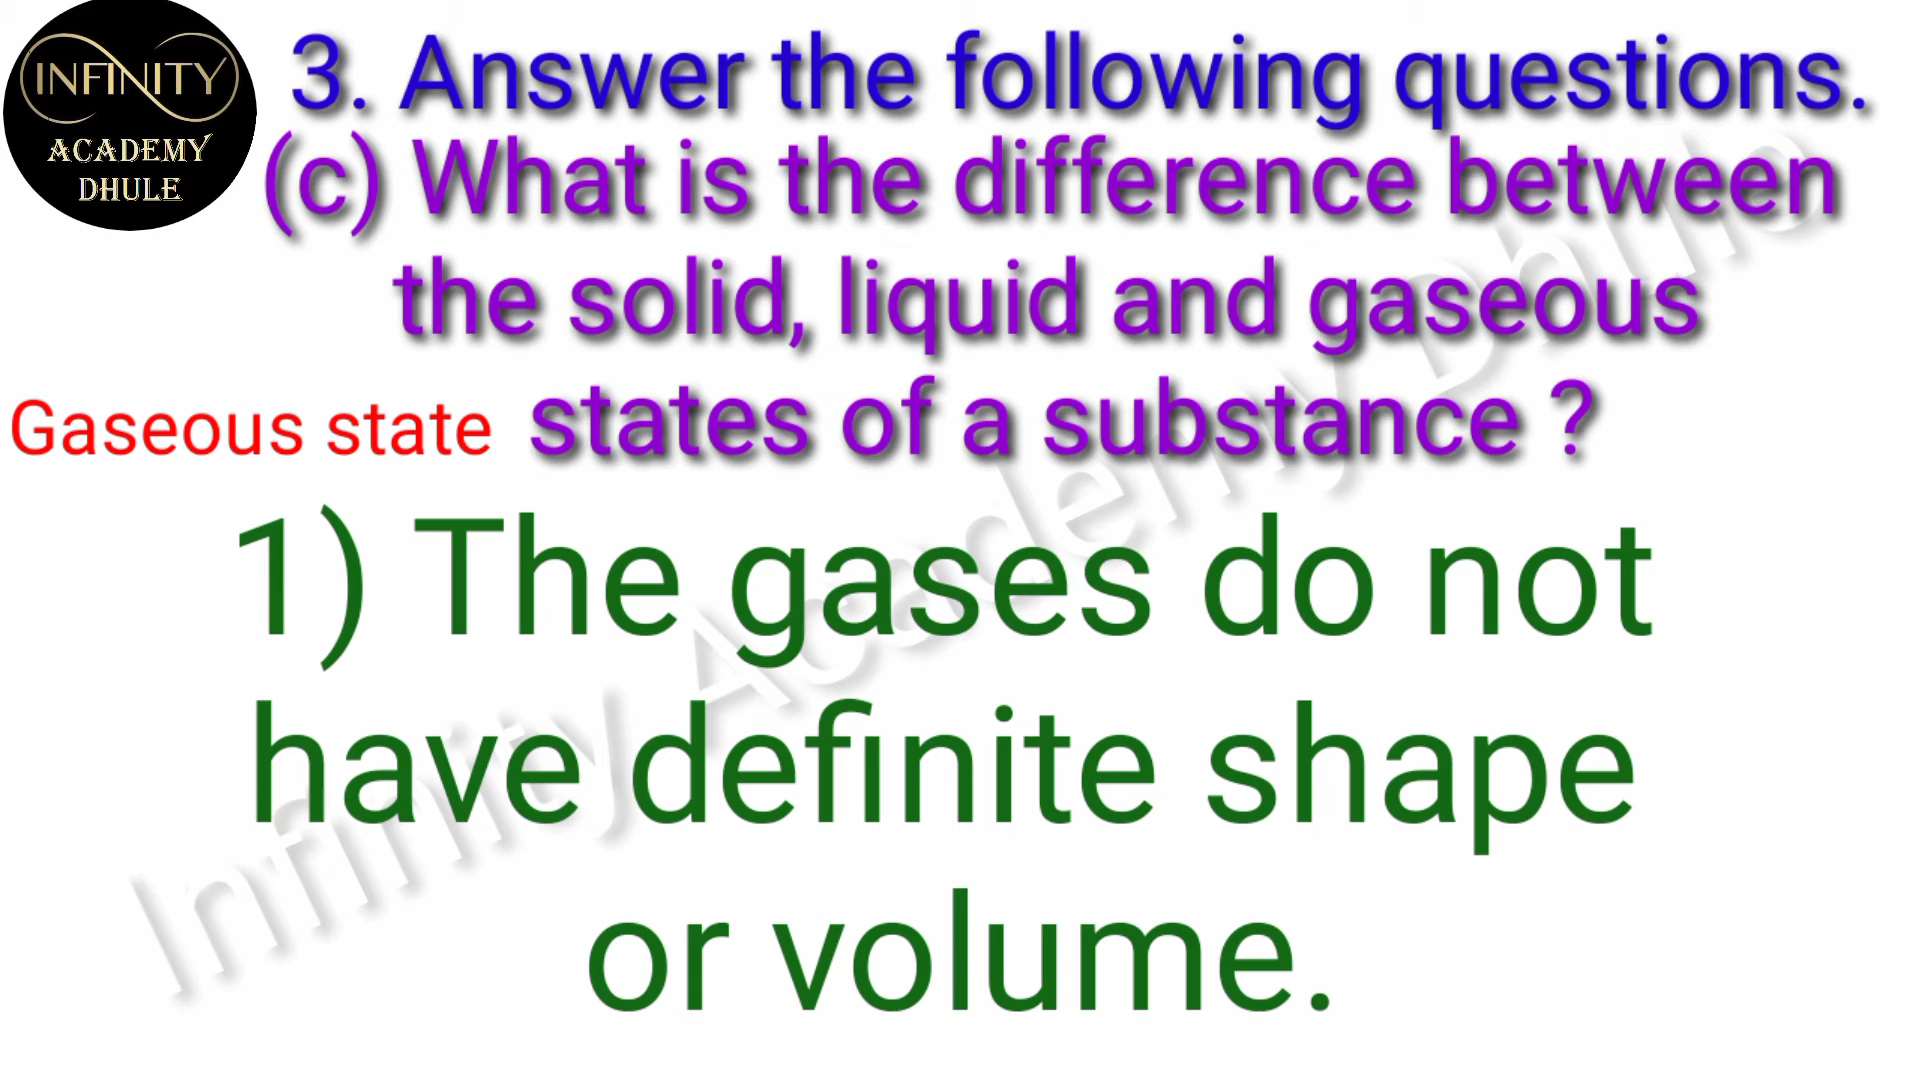 INFINITY
ACADEMY
DHULE
3. Answer the following questions.
(c) What is the difference between
the solid, liquid and gaseous
states of a substance ?
Gaseous state
1) The gases do not
have definite shape
or volume.
Infinity Academy Dhule